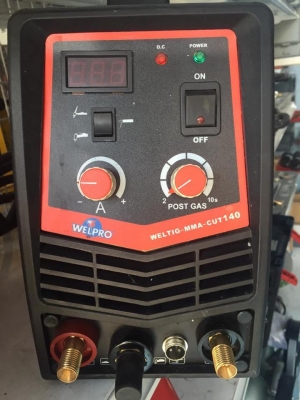 O.C POWER
ON
OFF
- A +
2 10s
POST GAS
WELPRO
WELTIG-MMA-CUT140